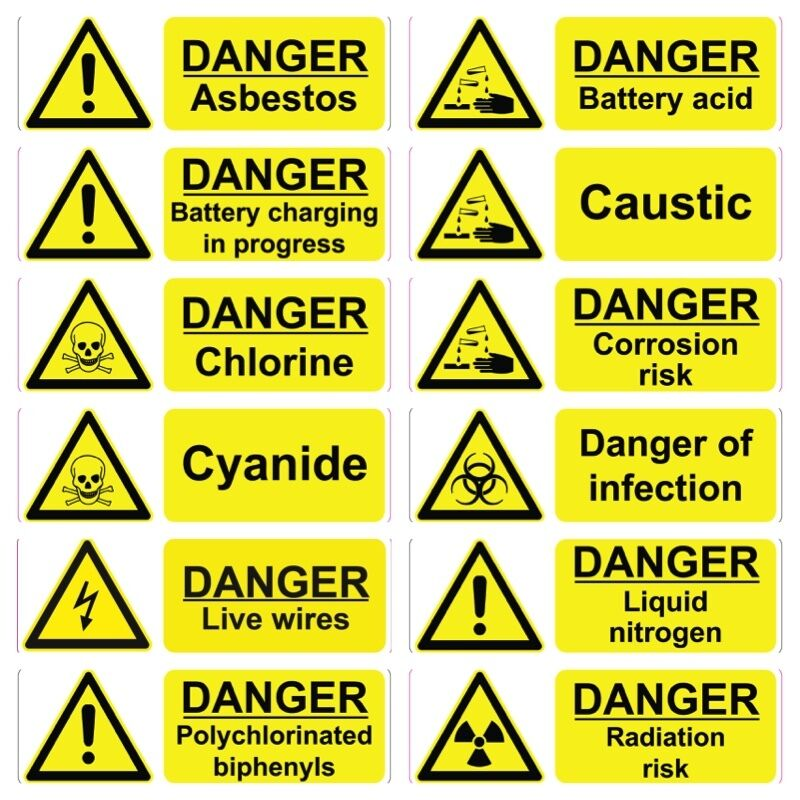 DANGER
Asbestos
DANGER
Battery acid
DANGER
Battery charging
in progress
Caustic
DANGER
Chlorine
DANGER
Corrosion
risk
Cyanide
Danger of
infection
DANGER
Live wires
DANGER
Liquid
nitrogen
DANGER
Polychlorinated
biphenyls
DANGER
Radiation
risk